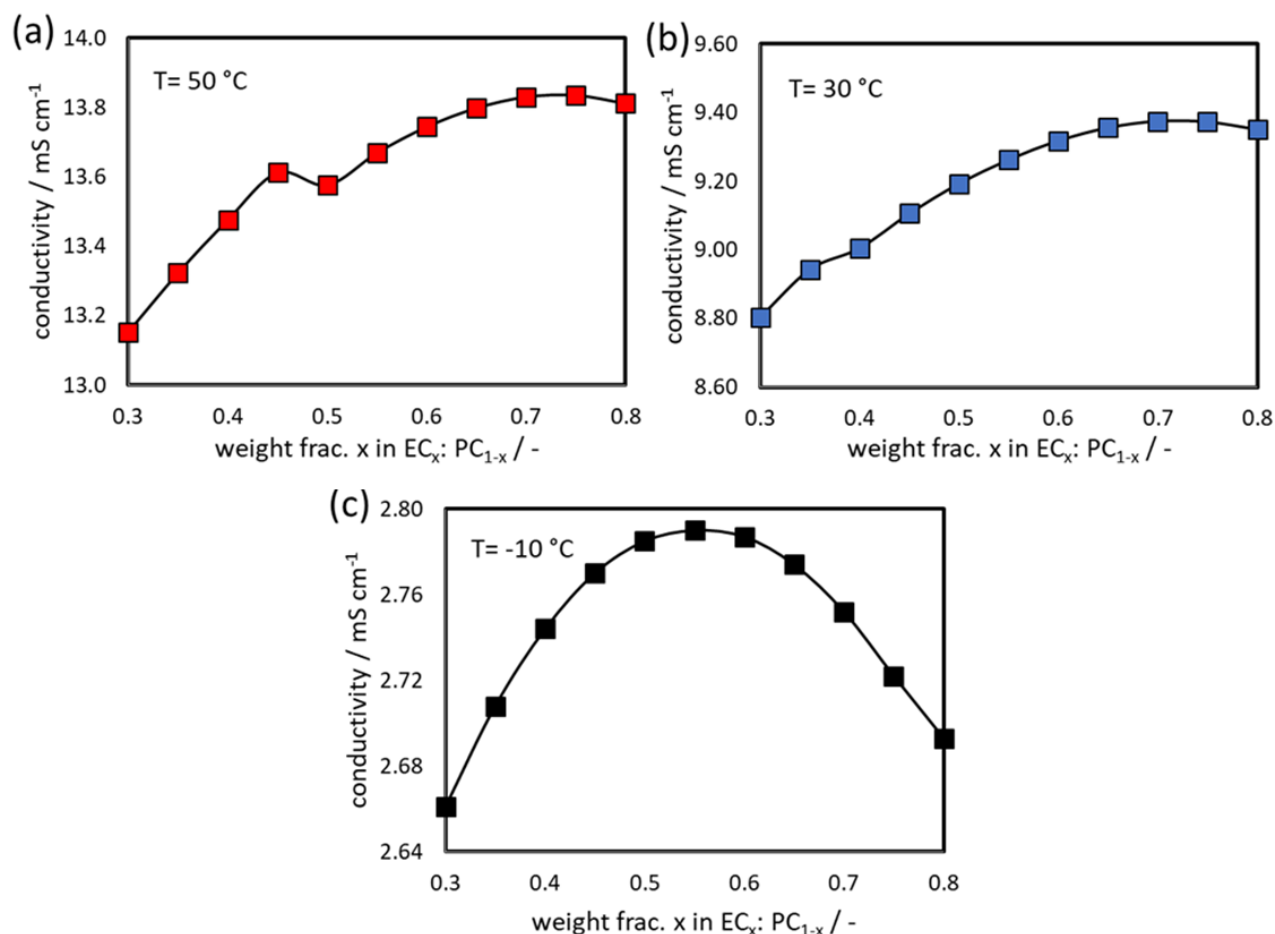 (a)
14.0
13.8
13.6
13.4
13.2
13.0
conductivity / mS cm⁻¹
T= 50 °C
0.3 0.4 0.5 0.6 0.7 0.8
weight frac. x in ECₓ: PC₁₋ₓ / -
(b)
9.60
9.40
9.20
9.00
8.80
8.60
conductivity / mS cm⁻¹
T= 30 °C
0.3 0.4 0.5 0.6 0.7 0.8
weight frac. x in ECₓ: PC₁₋ₓ / -
(c)
2.80
2.76
2.72
2.68
2.64
conductivity / mS cm⁻¹
T= -10 °C
0.3 0.4 0.5 0.6 0.7 0.8
weight frac. x in ECₓ: PC₁₋ₓ / -